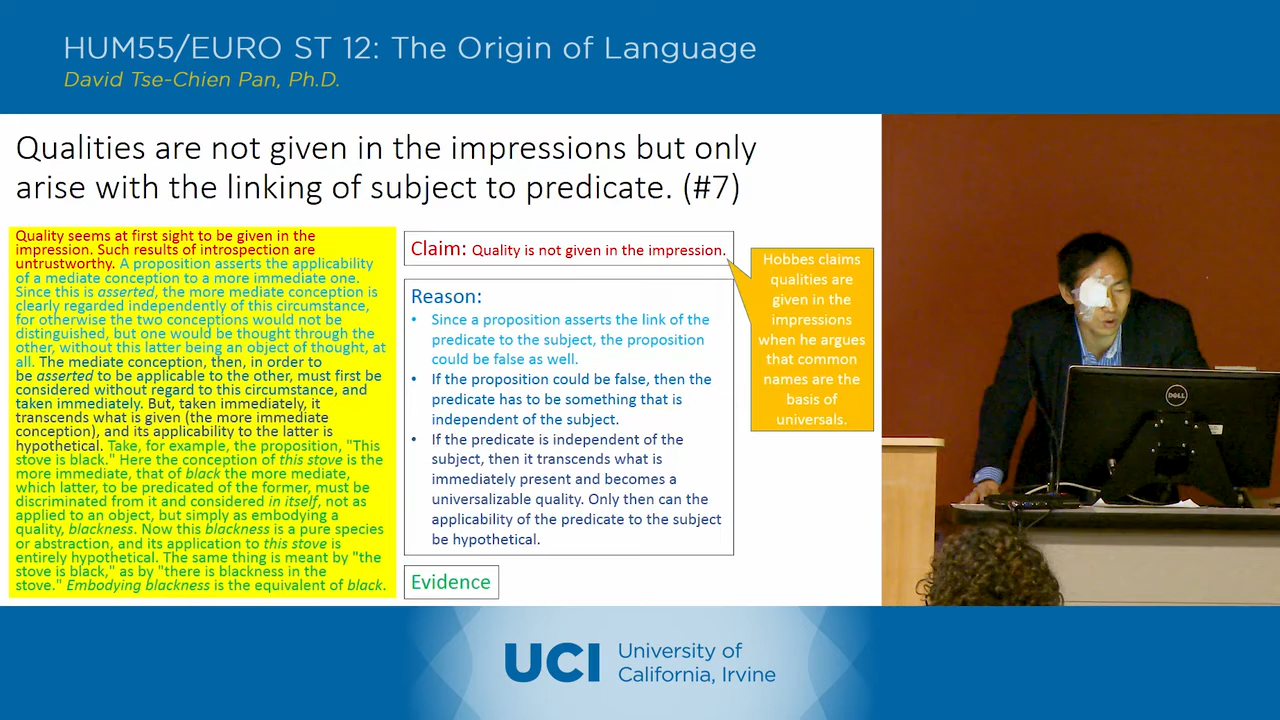 HUM55/EURO ST 12: The Origin of Language
David Tse-Chien Pan, Ph.D.
Qualities are not given in the impressions but only
arise with the linking of subject to predicate. (#7)
Quality seems at first sight to be given in the
impression. Such results of introspection are
untrustworthy. A proposition asserts the applicability
of a mediate conception to a more immediate one.
Since this is asserted, the more mediate conception is
clearly regarded independently of this circumstance,
for otherwise the two conceptions would not be
distinguished, but one would be thought through the
other, without this latter being an object of thought, at
all. The mediate conception, then, in order to
be asserted to be applicable to the other, must first be
considered without regard to this circumstance, and
taken immediately. But, taken immediately, it
transcends what is given (the more immediate
conception), and its applicability to the latter is
hypothetical. Take, for example, the proposition, "This
stove is black." Here the conception of this stove is the
more immediate, that of black the more mediate,
which latter, to be predicated of the former, must be
discriminated from it and considered in itself, not as
applied to an object, but simply as embodying a
quality, blackness. Now this blackness is a pure species
or abstraction, and its application to this stove is
entirely hypothetical. The same thing is meant by "the
stove is black," as by "there is blackness in the
stove." Embodying blackness is the equivalent of black.
Claim: Quality is not given in the impression.
Reason:
• Since a proposition asserts the link of the
predicate to the subject, the proposition
could be false as well.
• If the proposition could be false, then the
predicate has to be something that is
independent of the subject.
• If the predicate is independent of the
subject, then it transcends what is
immediately present and becomes a
universalizable quality. Only then can the
applicability of the predicate to the subject
be hypothetical.
Evidence
Hobbes claims
qualities are
given in the
impressions
when he argues
that common
names are the
basis of
universals.
DELL
UCI University of
California, Irvine